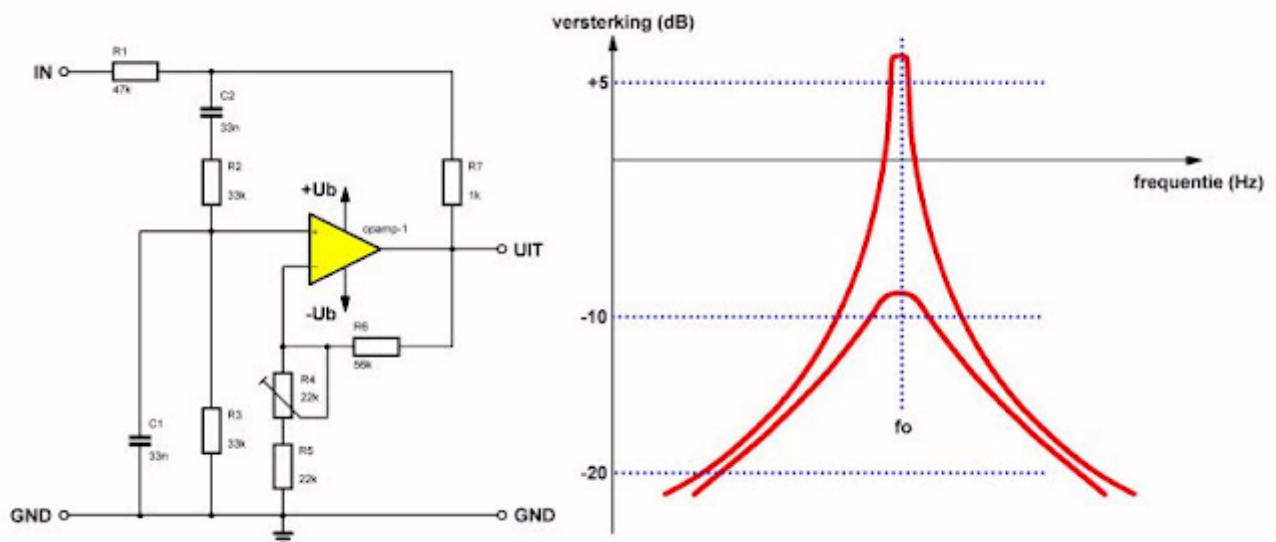 versterking (dB)
R1
IN
47k
C2
33n
R2
33k
+Ub
R7
1k
opamp-1
+
-
UIT
-Ub
R6
56k
R4
22k
C1
33n
R3
33k
R5
22k
GND
GND
+5
frequentie (Hz)
-10
fo
-20